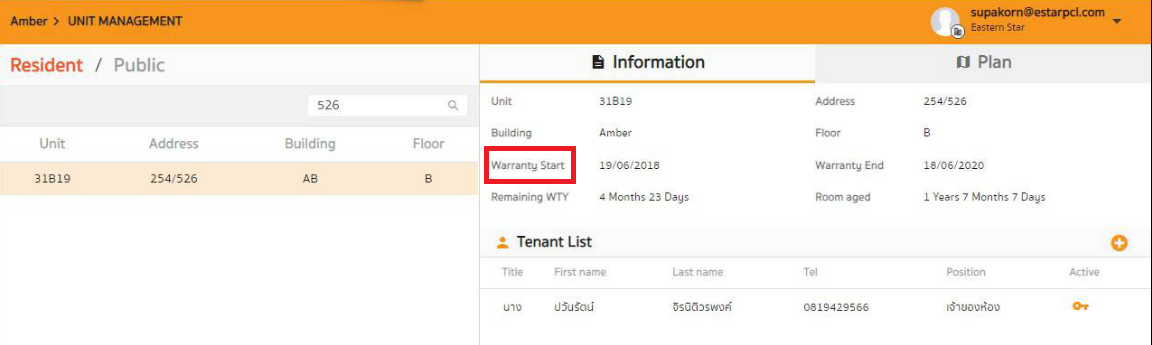 Amber > UNIT MANAGEMENT
supakorn@estarpcl.com
Eastern Star
Resident / Public
526
Unit Address Building Floor
31B19 254/526 AB B
Information
Plan
Unit 31B19 Address 254/526
Building Amber Floor B
Warranty Start 19/06/2018 Warranty End 18/06/2020
Remaining WTY 4 Months 23 Days Room aged 1 Years 7 Months 7 Days
Tenant List
Title First name Last name Tel Position Active
นาง ปวันรัตน์ จิรนิติวรพงศ์ 0819429566 เจ้าของห้อง